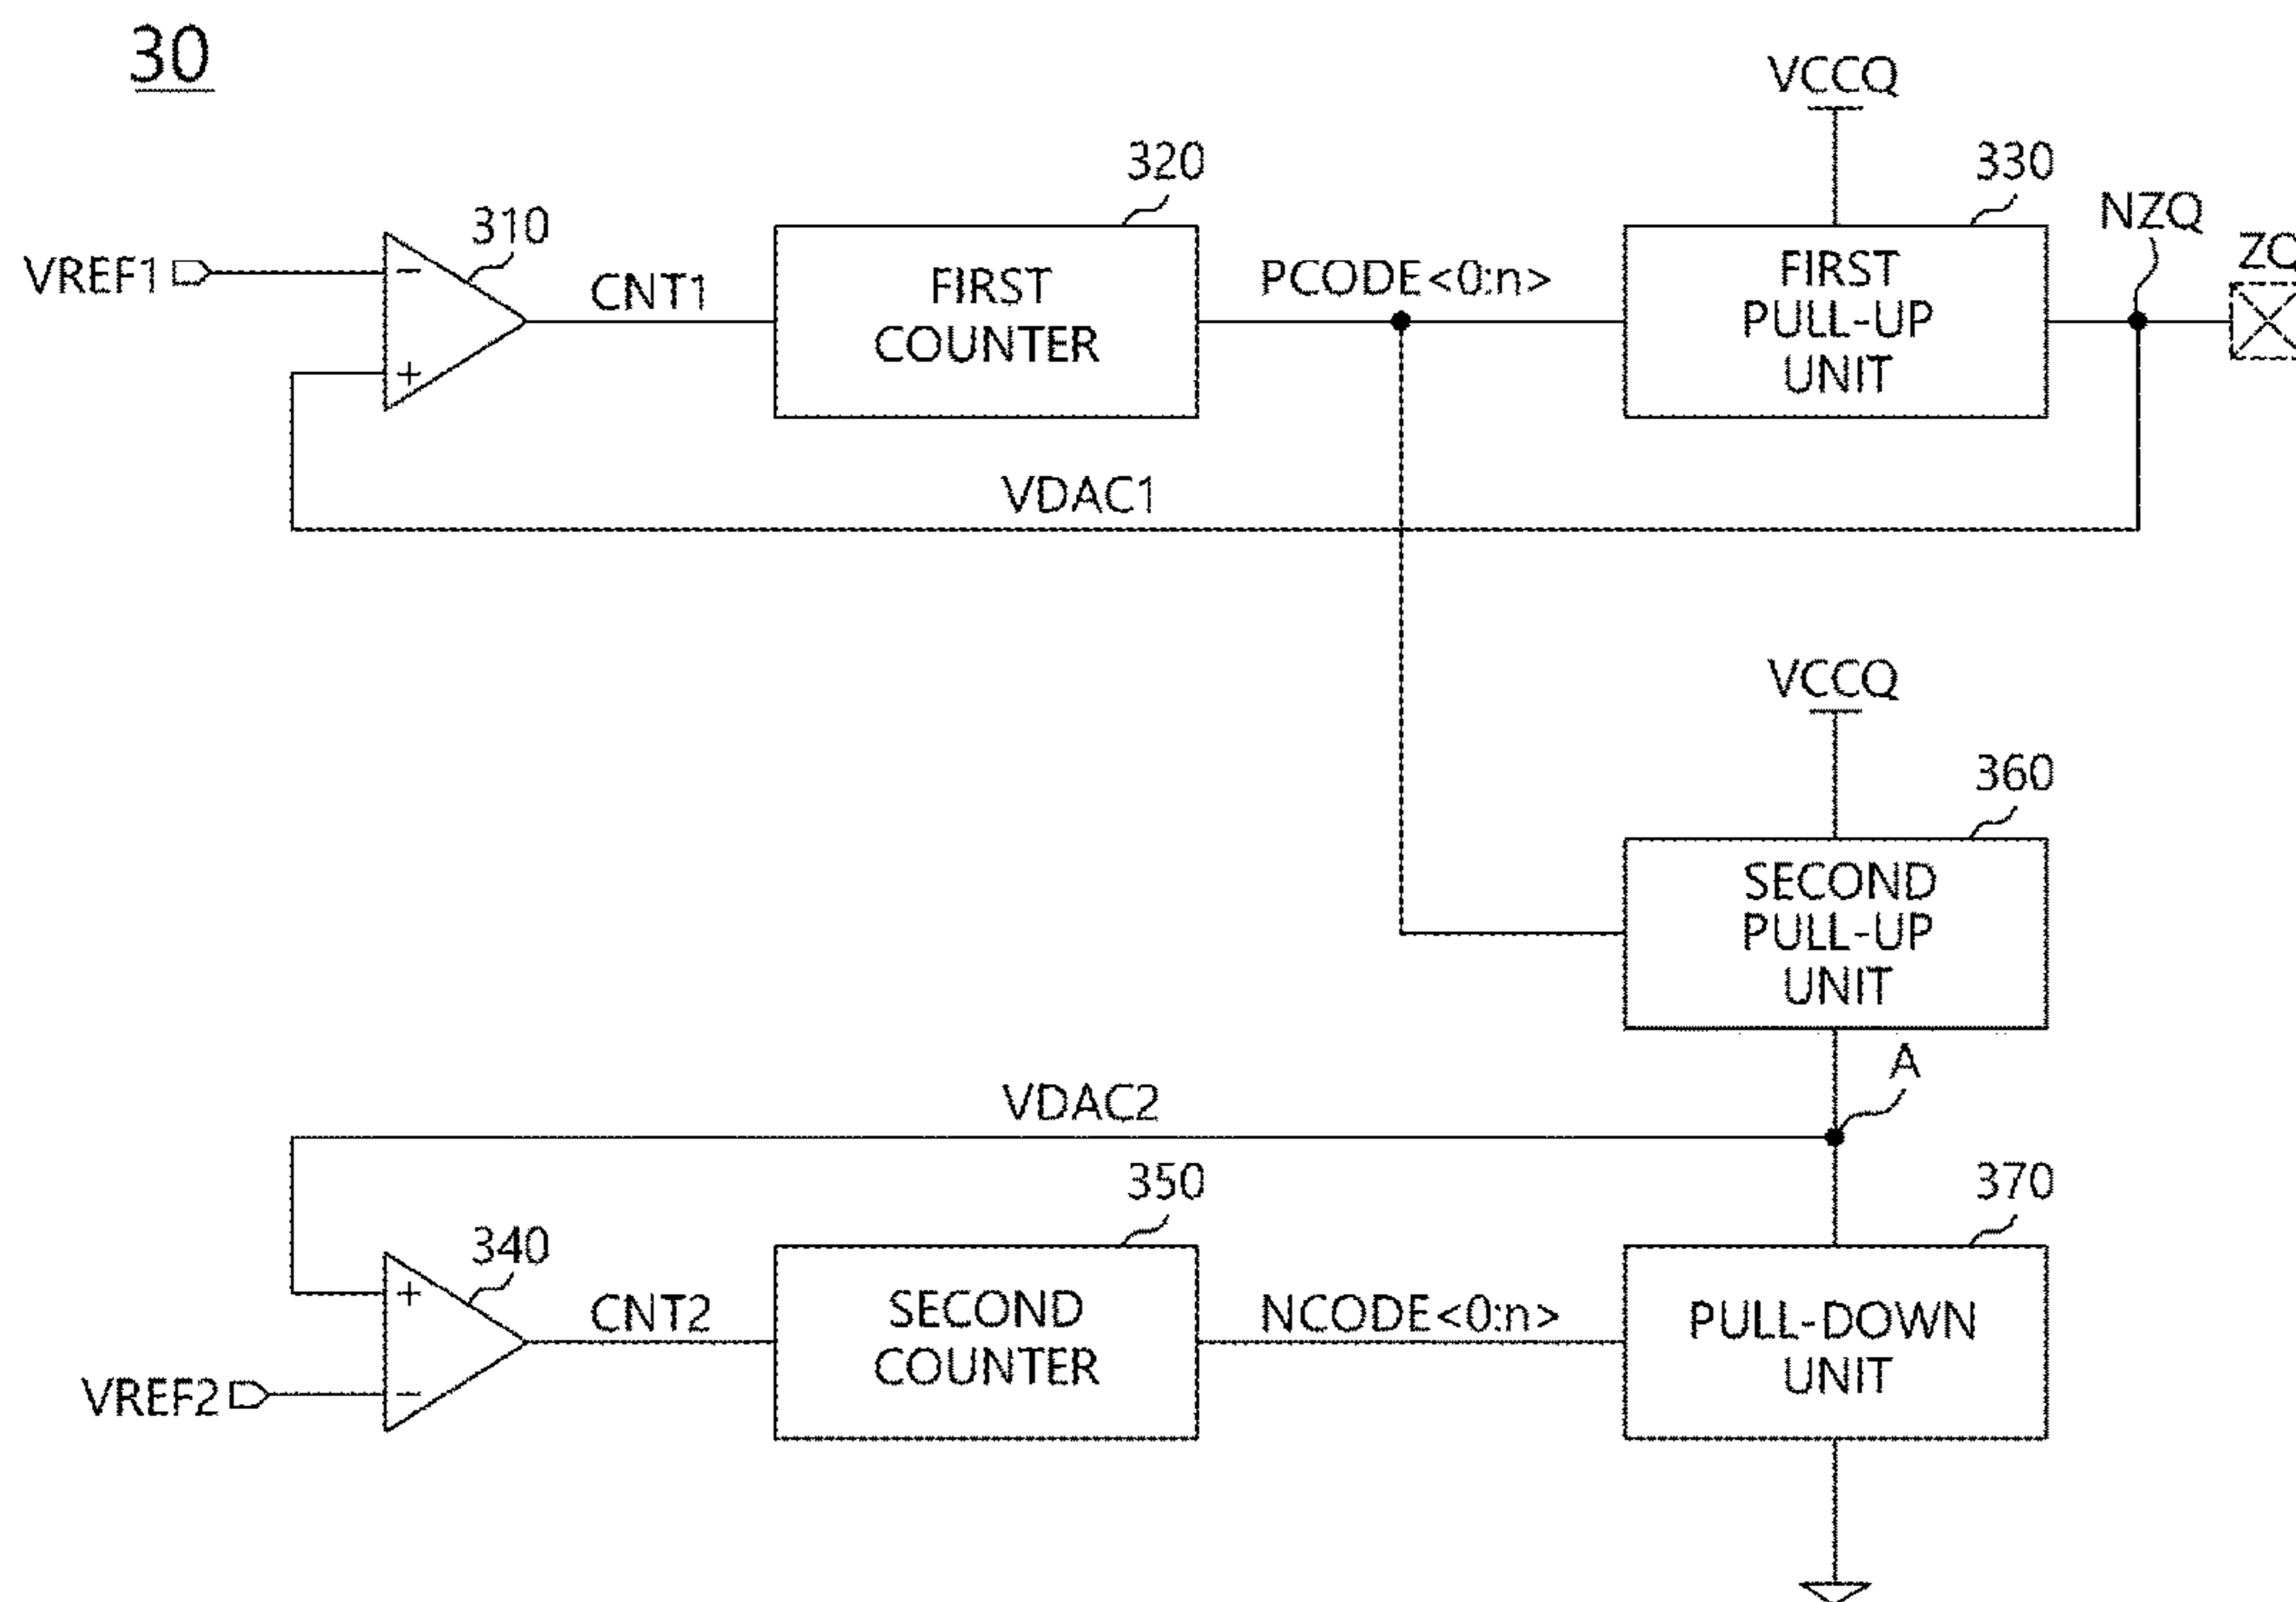 30
VCCQ
320
330
310
NZQ
ZQ
VREF1
−
CNT1
FIRST
COUNTER
PCODE<0:n>
FIRST
PULL-UP
UNIT
+
VDAC1
VCCQ
360
SECOND
PULL-UP
UNIT
A
VDAC2
350
370
340
+
CNT2
SECOND
COUNTER
NCODE<0:n>
PULL-DOWN
UNIT
VREF2
−